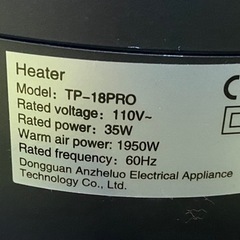 Heater
Model: TP-18PRO
Rated voltage: 110V~
Rated power: 35W
Warm air power: 1950W
Rated frequency: 60Hz
Dongguan Anzheluo Electrical Appliance
Technology Co., Ltd.